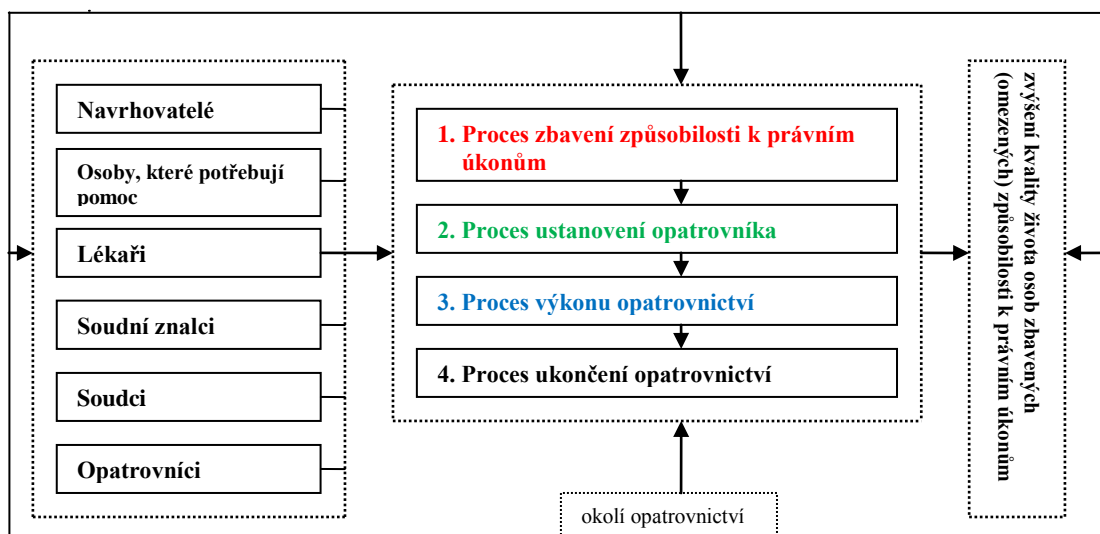 Navrhovatelé
Osoby, které potřebují
pomoc
Lékaři
Soudní znalci
Soudci
Opatrovníci
1. Proces zbavení způsobilosti k právním
úkonům
2. Proces ustanovení opatrovníka
3. Proces výkonu opatrovnictví
4. Proces ukončení opatrovnictví
okolí opatrovnictví
zvýšení kvality života osob zbavených
(omezených) způsobilosti k právním úkonům